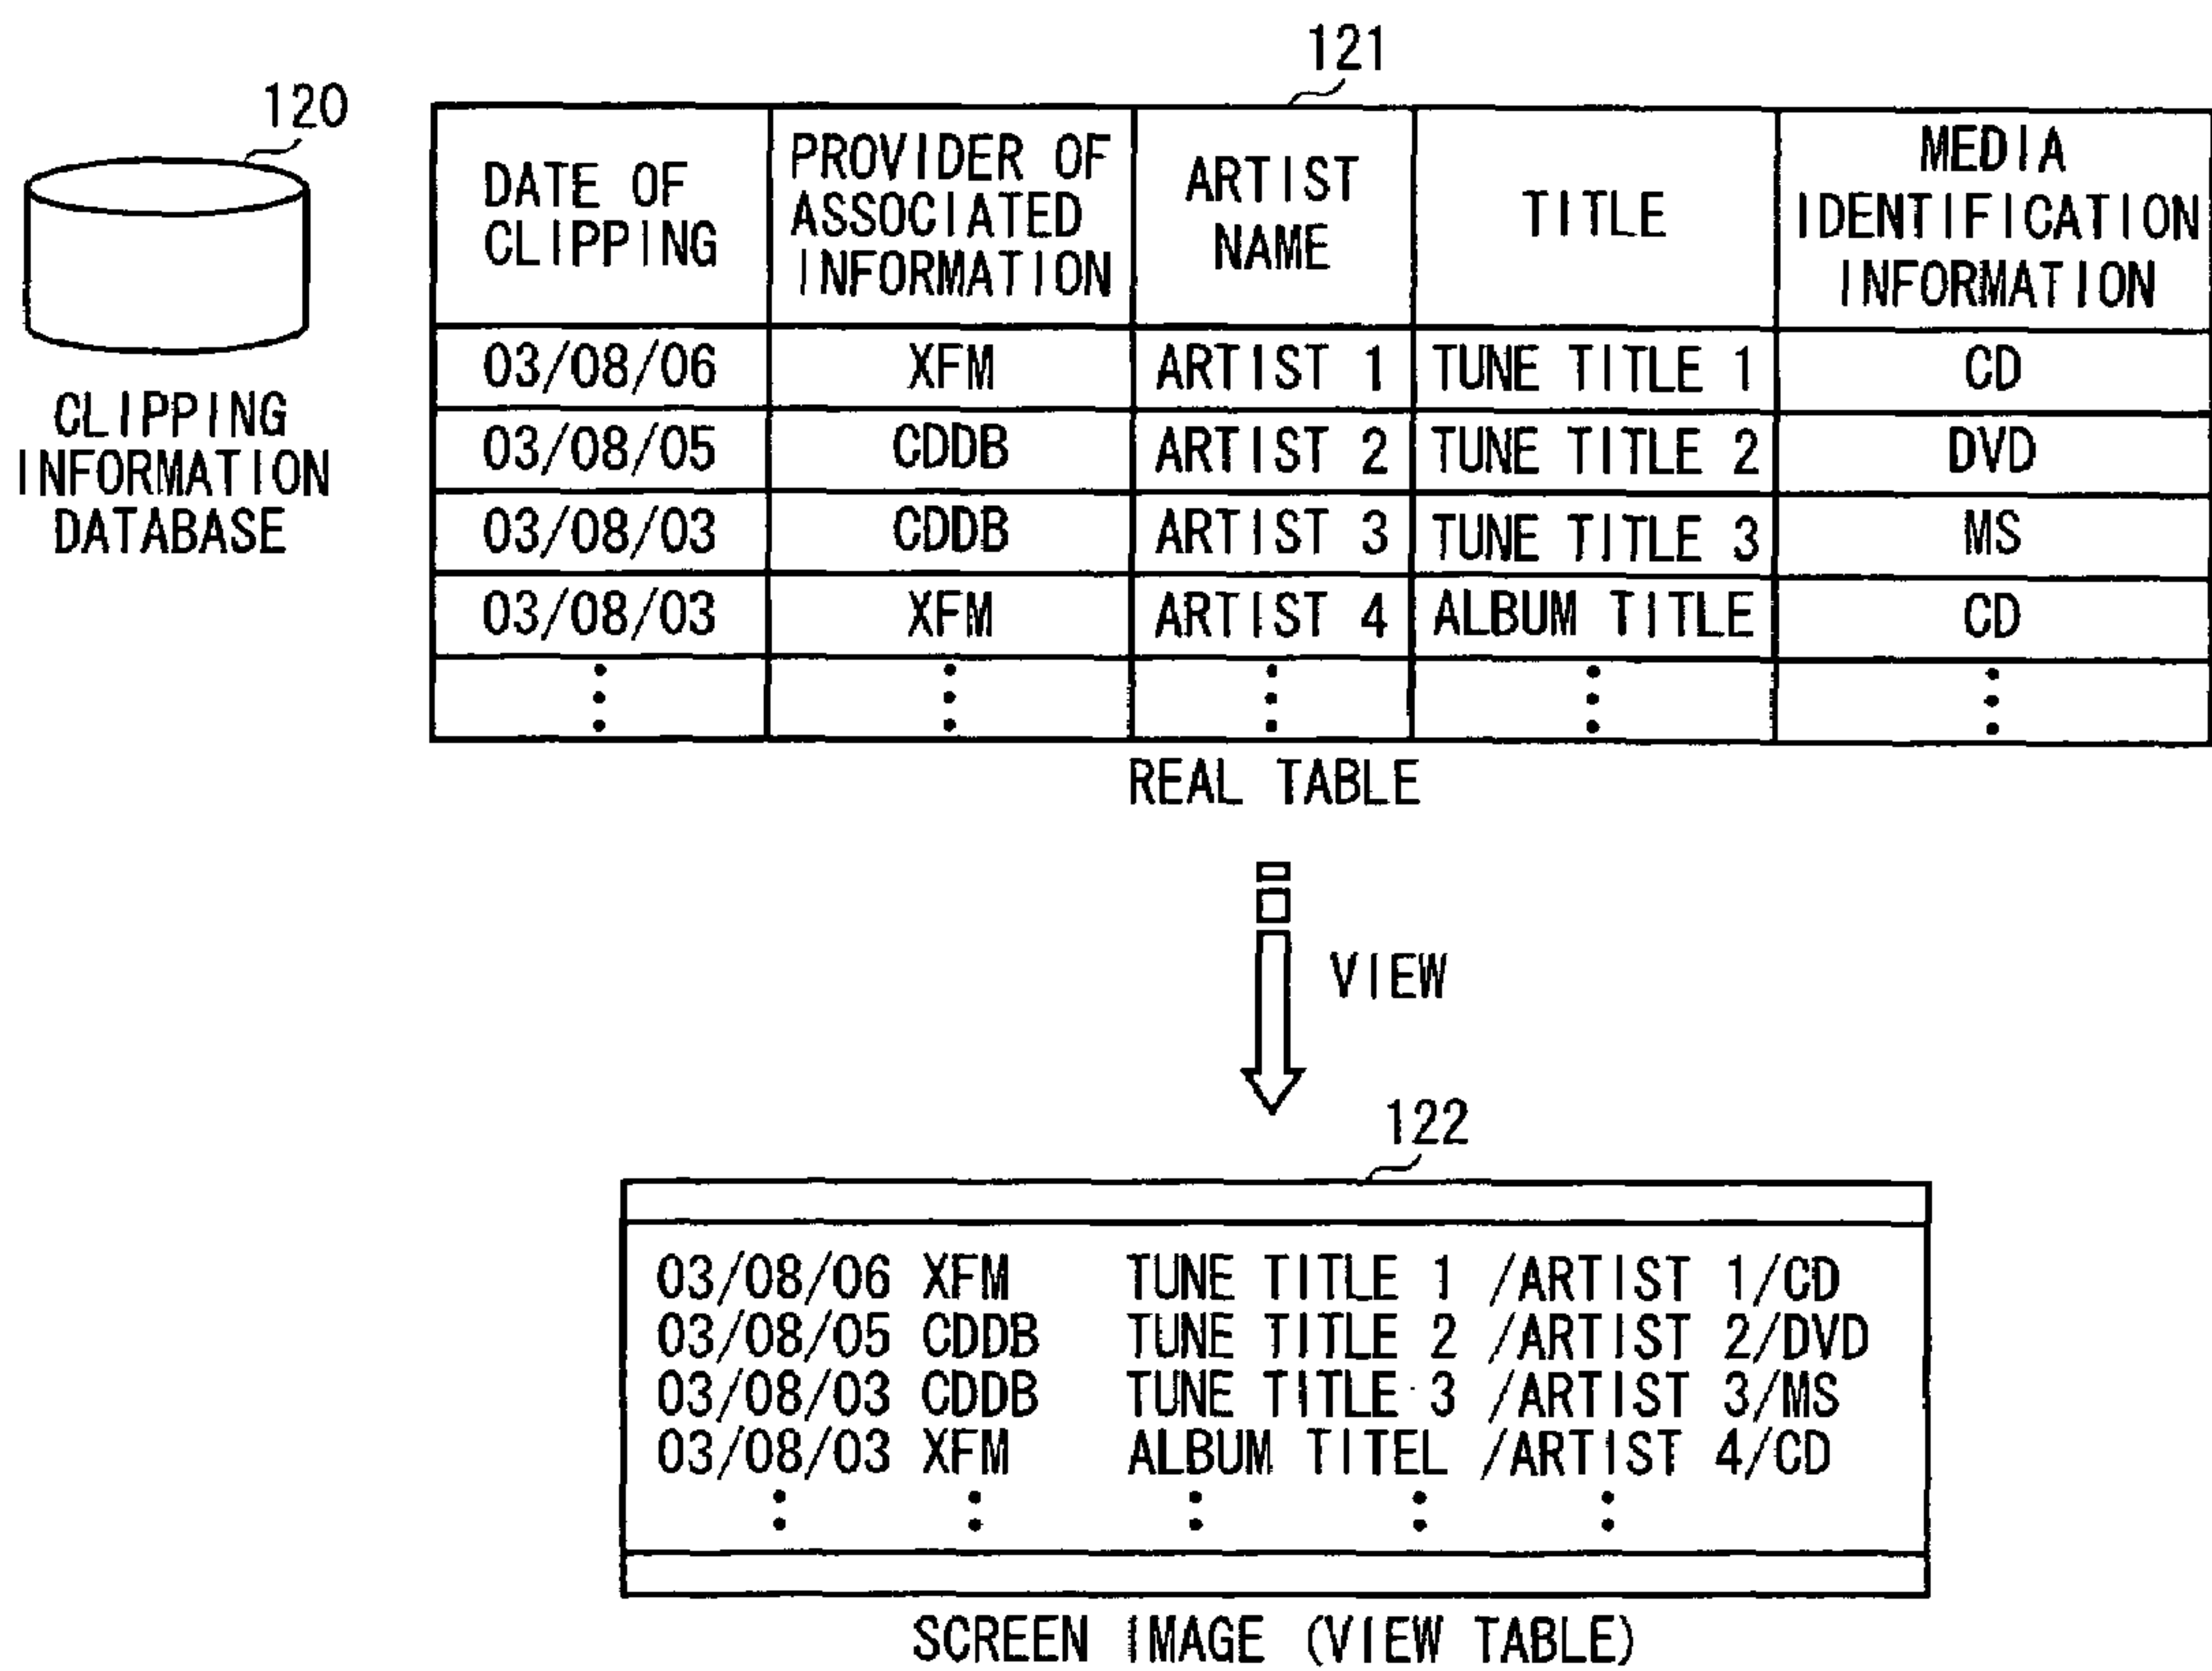 120
CLIPPING
INFORMATION
DATABASE
121
DATE OF
CLIPPING
PROVIDER OF
ASSOCIATED
INFORMATION
ARTIST
NAME
TITLE
MEDIA
IDENTIFICATION
INFORMATION
03/08/06 XFM ARTIST 1 TUNE TITLE 1 CD
03/08/05 CDDB ARTIST 2 TUNE TITLE 2 DVD
03/08/03 CDDB ARTIST 3 TUNE TITLE 3 MS
03/08/03 XFM ARTIST 4 ALBUM TITLE CD
REAL TABLE
VIEW
122
03/08/06 XFM TUNE TITLE 1 /ARTIST 1/CD
03/08/05 CDDB TUNE TITLE 2 /ARTIST 2/DVD
03/08/03 CDDB TUNE TITLE 3 /ARTIST 3/MS
03/08/03 XFM ALBUM TITEL /ARTIST 4/CD
SCREEN IMAGE (VIEW TABLE)